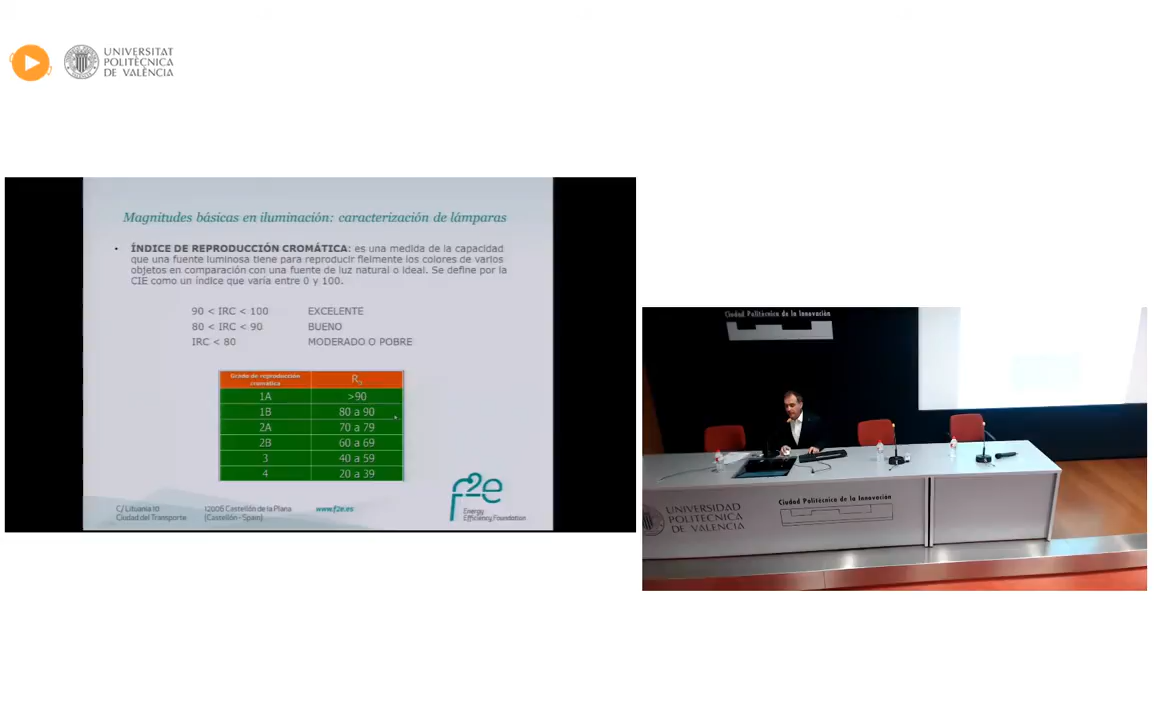 UNIVERSITAT
POLITÈCNICA
DE VALÈNCIA
Magnitudes básicas en iluminación: caracterización de lámparas
• ÍNDICE DE REPRODUCCIÓN CROMÁTICA: es una medida de la capacidad
que una fuente luminosa tiene para reproducir fielmente los colores de varios
objetos en comparación con una fuente de luz natural o ideal. Se define por la
CIE como un índice que varía entre 0 y 100.
90 < IRC < 100 EXCELENTE
80 < IRC < 90 BUENO
IRC < 80 MODERADO O POBRE
Grado de reproducción
cromática
1A >90
1B 80 a 90
2A 70 a 79
2B 60 a 69
3 40 a 59
4 20 a 39
C/ Lituania 10
Ciudad del Transporte
12006 Castellón de la Plana
(Castellón - Spain)
www.f2e.es
f2e
Energy
Efficiency Foundation
Ciudad Politécnica de la Innovación
Ciudad Politécnica de la Innovación
UNIVERSIDAD
POLITECNICA
DE VALENCIA